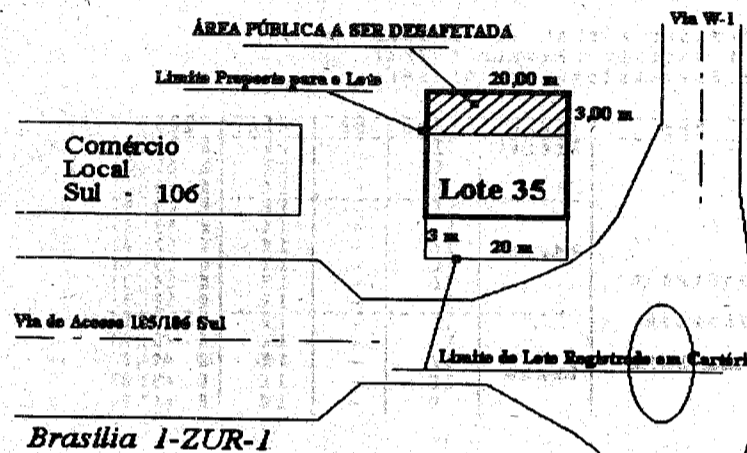 Via W-1
ÁREA PÚBLICA A SER DESAFETADA
Limite Proposto para o Lote
20,00 m
3,00 m
Comércio
Local
Sul - 106
Lote 35
3 m
20 m
Via de Acesso 105/106 Sul
Limite do Lote Registrado em Cartóri
Brasília 1-ZUR-1